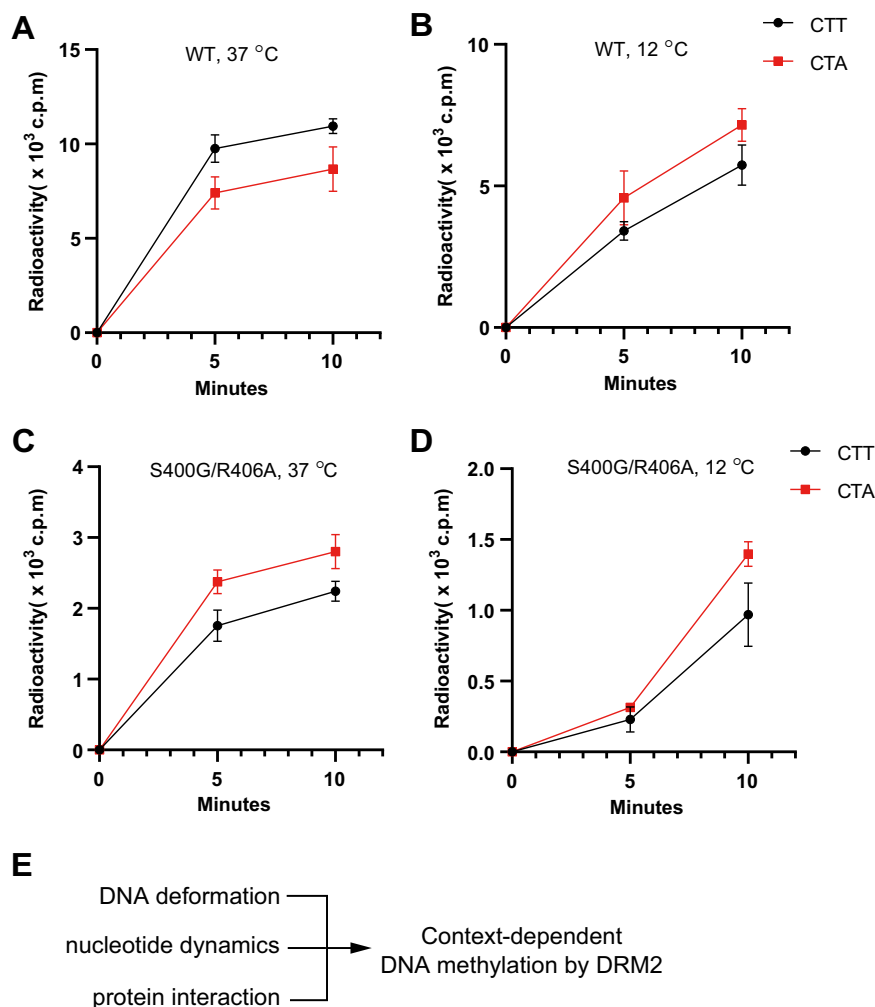 A
WT, 37 °C
Radioactivity( x 10³ c.p.m)
15
10
5
0
0 5 10
Minutes
B
WT, 12 °C
CTT
CTA
Radioactivity( x 10³ c.p.m)
10
5
0
0 5 10
Minutes
C
S400G/R406A, 37 °C
Radioactivity( x 10³ c.p.m)
4
3
2
1
0
0 5 10
Minutes
D
S400G/R406A, 12 °C
CTT
CTA
Radioactivity( x 10³ c.p.m)
2.0
1.5
1.0
0.5
0.0
0 5 10
Minutes
E
DNA deformation
nucleotide dynamics
protein interaction
Context-dependent
DNA methylation by DRM2